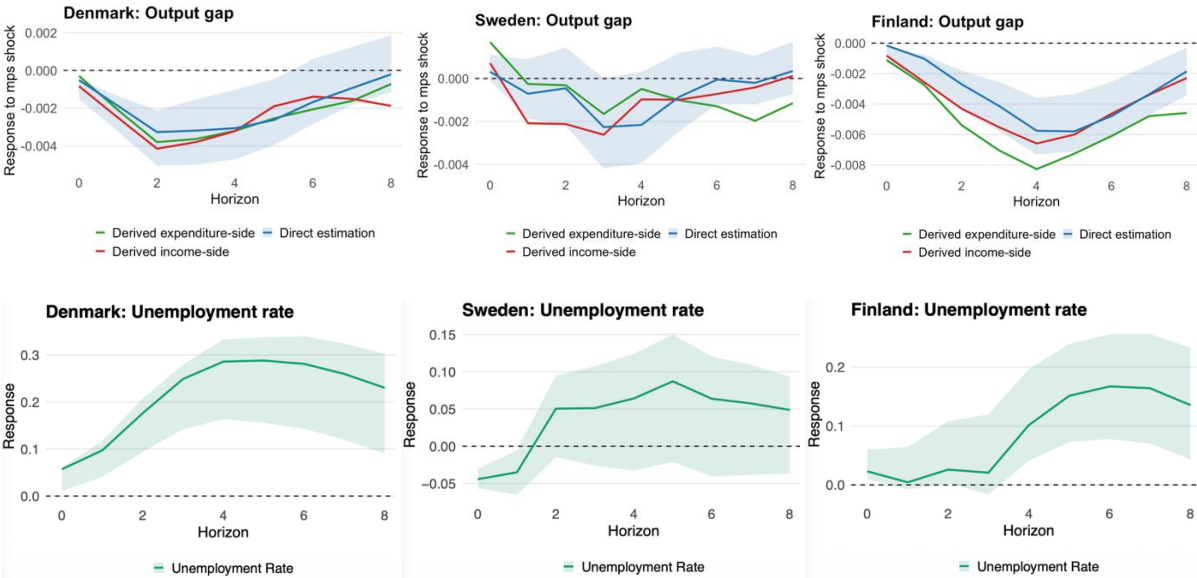 Denmark: Output gap
Response to mps shock
0.002
0.000
-0.002
-0.004
0 2 4 6 8
Horizon
Derived expenditure-side Direct estimation
Derived income-side
Sweden: Output gap
Response to mps shock
0.000
-0.002
-0.004
0 2 4 6 8
Horizon
Derived expenditure-side Direct estimation
Derived income-side
Finland: Output gap
Response to mps shock
0.000
-0.002
-0.004
-0.006
-0.008
0 2 4 6 8
Horizon
Derived expenditure-side Direct estimation
Derived income-side
Denmark: Unemployment rate
Response
0.3
0.2
0.1
0.0
0 2 4 6 8
Horizon
Unemployment Rate
Sweden: Unemployment rate
Response
0.15
0.10
0.05
0.00
−0.05
0 2 4 6 8
Horizon
Unemployment Rate
Finland: Unemployment rate
Response
0.2
0.1
0.0
0 2 4 6 8
Horizon
Unemployment Rate